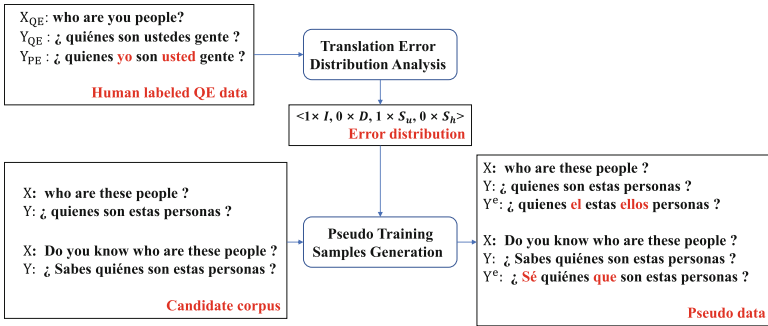 X_QE: who are you people?
Y_QE : ¿ quiénes son ustedes gente ?
Y_PE : ¿ quienes yo son usted gente ?
Human labeled QE data
Translation Error
Distribution Analysis
<1× I, 0 × D, 1 × S_u, 0 × S_h>
Error distribution
X: who are these people ?
Y: ¿ quienes son estas personas ?
X: Do you know who are these people ?
Y: ¿ Sabes quiénes son estas personas ?
Candidate corpus
Pseudo Training
Samples Generation
X: who are these people ?
Y: ¿ quienes son estas personas ?
Y^e: ¿ quienes el estas ellos personas ?
X: Do you know who are these people ?
Y: ¿ Sabes quiénes son estas personas ?
Y^e: ¿ Sé quiénes que son estas personas ?
Pseudo data